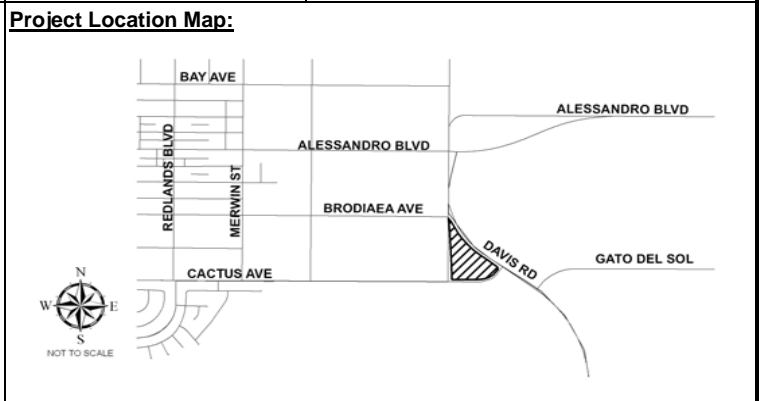 Project Location Map:
BAY AVE
ALESSANDRO BLVD
ALESSANDRO BLVD
REDLANDS BLVD
MERWIN ST
BRODIAEA AVE
DAVIS RD
GATO DEL SOL
CACTUS AVE
N
W E
S
NOT TO SCALE